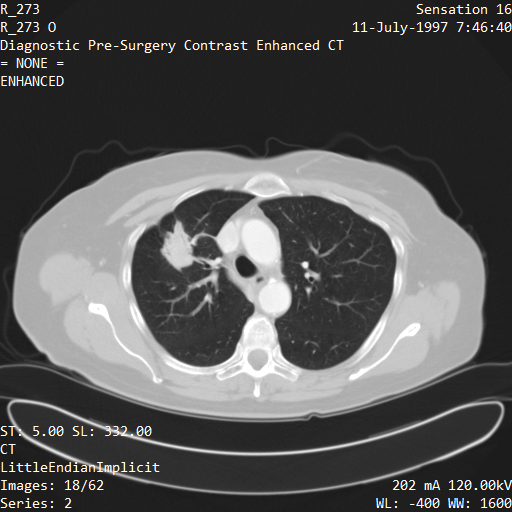 R_273
Sensation 16
R_273 O
11-July-1997 7:46:40
Diagnostic Pre-Surgery Contrast Enhanced CT
= NONE =
ENHANCED
ST: 5.00 SL: 332.00
CT
LittleEndianImplicit
Images: 18/62
202 mA 120.00kV
Series: 2
WL: -400 WW: 1600